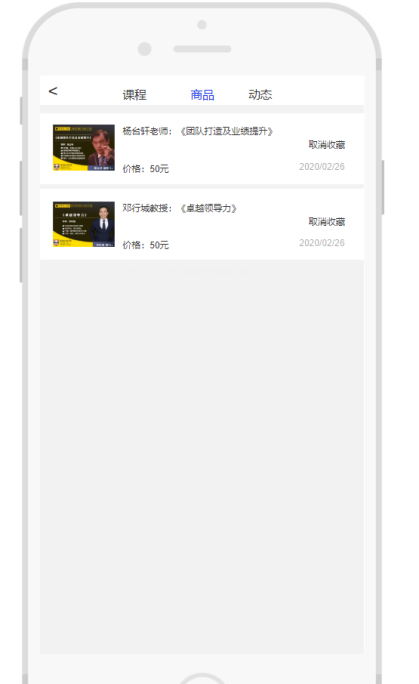 <
课程 商品 动态
杨台轩老师：《团队打造及业绩提升》
取消收藏
价格：50元
2020/02/26
邓行城教授：《卓越领导力》
取消收藏
价格：50元
2020/02/26